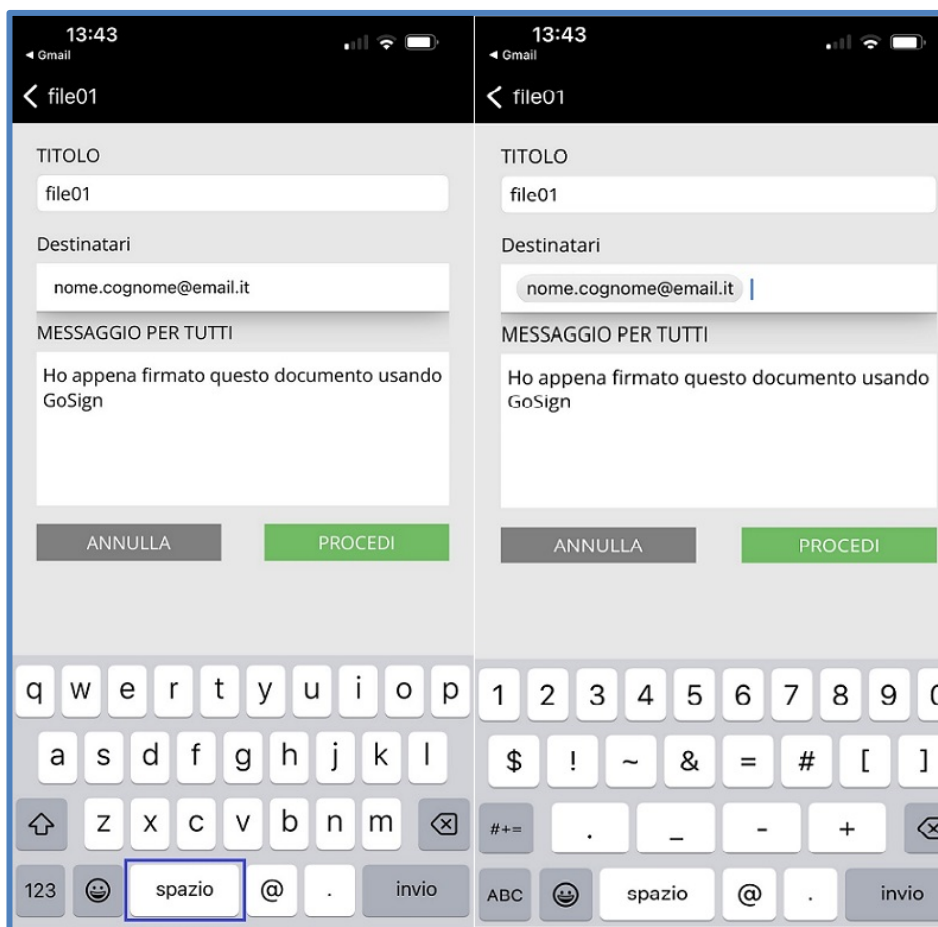 13:43
◀ Gmail
file01
TITOLO
file01
Destinatari
nome.cognome@email.it
MESSAGGIO PER TUTTI
Ho appena firmato questo documento usando
GoSign
ANNULLA PROCEDI
q w e r t y u i o p
a s d f g h j k l
z x c v b n m
123 spazio @ . invio
13:43
◀ Gmail
file01
TITOLO
file01
Destinatari
nome.cognome@email.it
MESSAGGIO PER TUTTI
Ho appena firmato questo documento usando
GoSign
ANNULLA PROCEDI
1 2 3 4 5 6 7 8 9 0
$ ! ~ & = # [ ]
#+= . _ - +
ABC spazio @ . invio